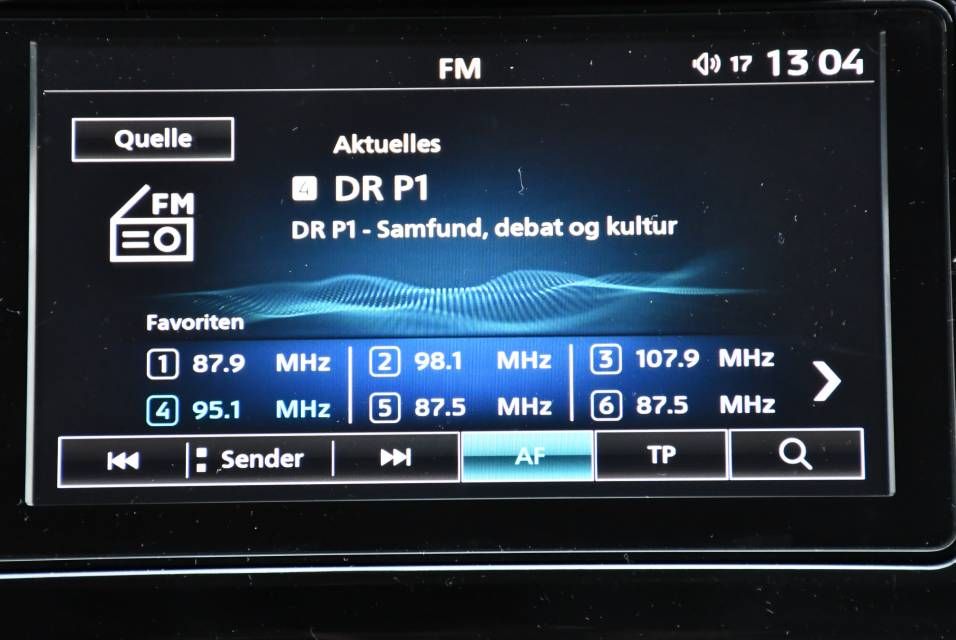 FM 17 13 04
Quelle
Aktuelles
4 DR P1
FM
DR P1 - Samfund, debat og kultur
Favoriten
1 87.9 MHz 2 98.1 MHz 3 107.9 MHz
4 95.1 MHz 5 87.5 MHz 6 87.5 MHz
Sender AF TP